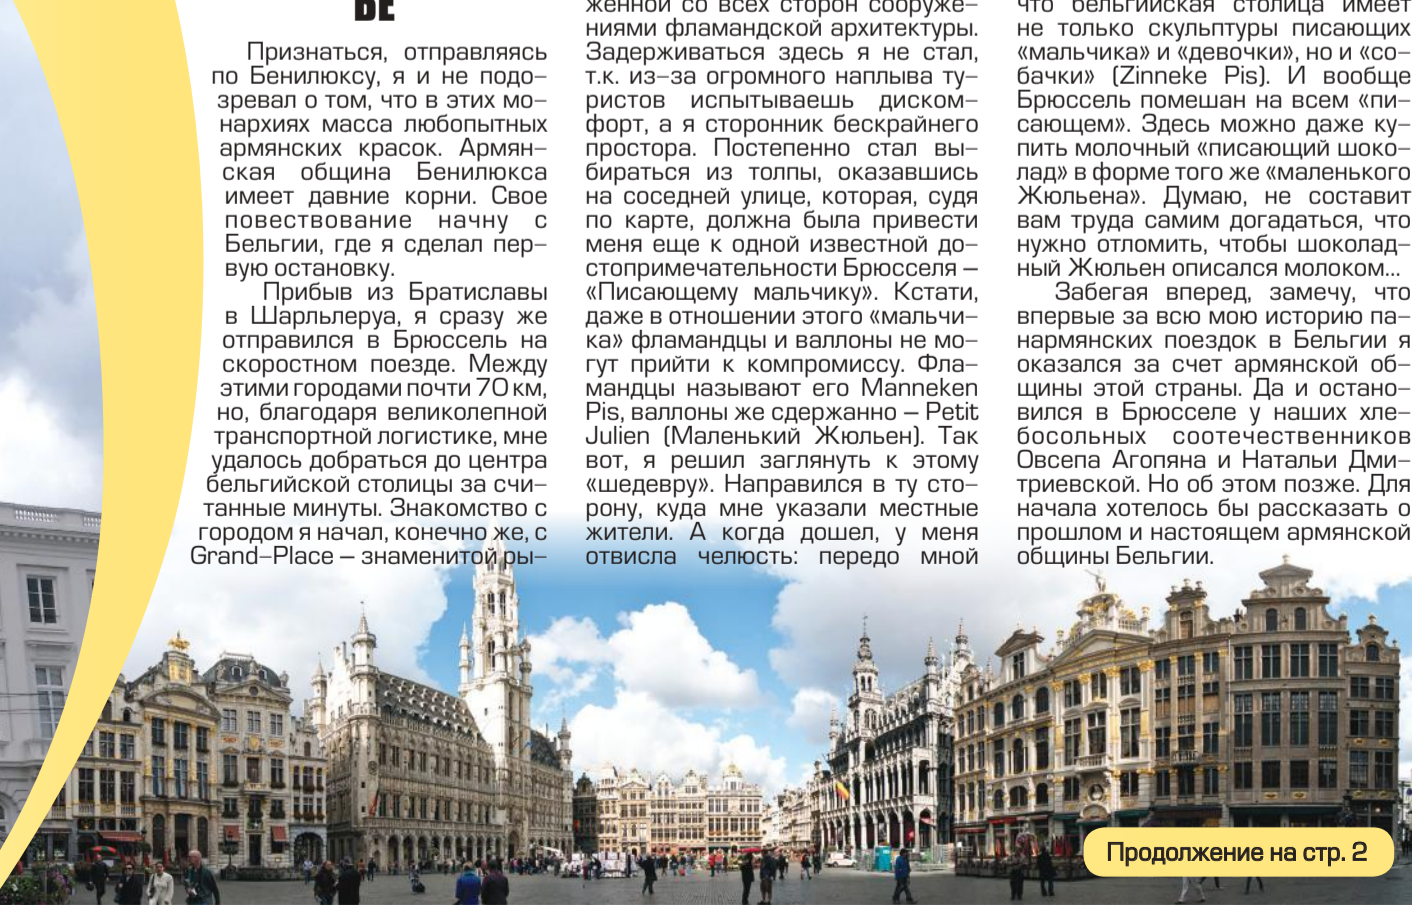 BE
Признаться, отправляясь
по Бенилюксу, я и не подо-
зревал о том, что в этих мо-
нархиях масса любопытных
армянских красок. Армян-
ская община Бенилюкса
имеет давние корни. Свое
повествование начну с
Бельгии, где я сделал пер-
вую остановку.
Прибыв из Братиславы
в Шарльлеруа, я сразу же
отправился в Брюссель на
скоростном поезде. Между
этими городами почти 70 км,
но, благодаря великолепной
транспортной логистике, мне
удалось добраться до центра
бельгийской столицы за счи-
танные минуты. Знакомство с
городом я начал, конечно же, с
Grand-Place – знаменитой ры-
женной со всех сторон сооруже-
ниями фламандской архитектуры.
Задерживаться здесь я не стал,
т.к. из-за огромного наплыва ту-
ристов испытываешь диском-
форт, а я сторонник бескрайнего
простора. Постепенно стал вы-
бираться из толпы, оказавшись
на соседней улице, которая, судя
по карте, должна была привести
меня еще к одной известной до-
стопримечательности Брюсселя –
«Писающему мальчику». Кстати,
даже в отношении этого «мальчи-
ка» фламандцы и валлоны не мо-
гут прийти к компромиссу. Фла-
мандцы называют его Manneken
Pis, валлоны же сдержанно – Petit
Julien (Маленький Жюльен). Так
вот, я решил заглянуть к этому
«шедевру». Направился в ту сто-
рону, куда мне указали местные
жители. А когда дошел, у меня
отвисла челюсть: передо мной
что бельгийская столица имеет
не только скульптуры писающих
«мальчика» и «девочки», но и «со-
бачки» (Zinneke Pis). И вообще
Брюссель помешан на всем «пи-
сающем». Здесь можно даже ку-
пить молочный «писающий шоко-
лад» в форме того же «маленького
Жюльена». Думаю, не составит
вам труда самим догадаться, что
нужно отломить, чтобы шоколад-
ный Жюльен описался молоком...
Забегая вперед, замечу, что
впервые за всю мою историю па-
нармянских поездок в Бельгии я
оказался за счет армянской об-
щины этой страны. Да и остано-
вился в Брюсселе у наших хле-
босольных соотечественников
Овсепа Агопяна и Натальи Дми-
триевской. Но об этом позже. Для
начала хотелось бы рассказать о
прошлом и настоящем армянской
общины Бельгии.
Продолжение на стр. 2